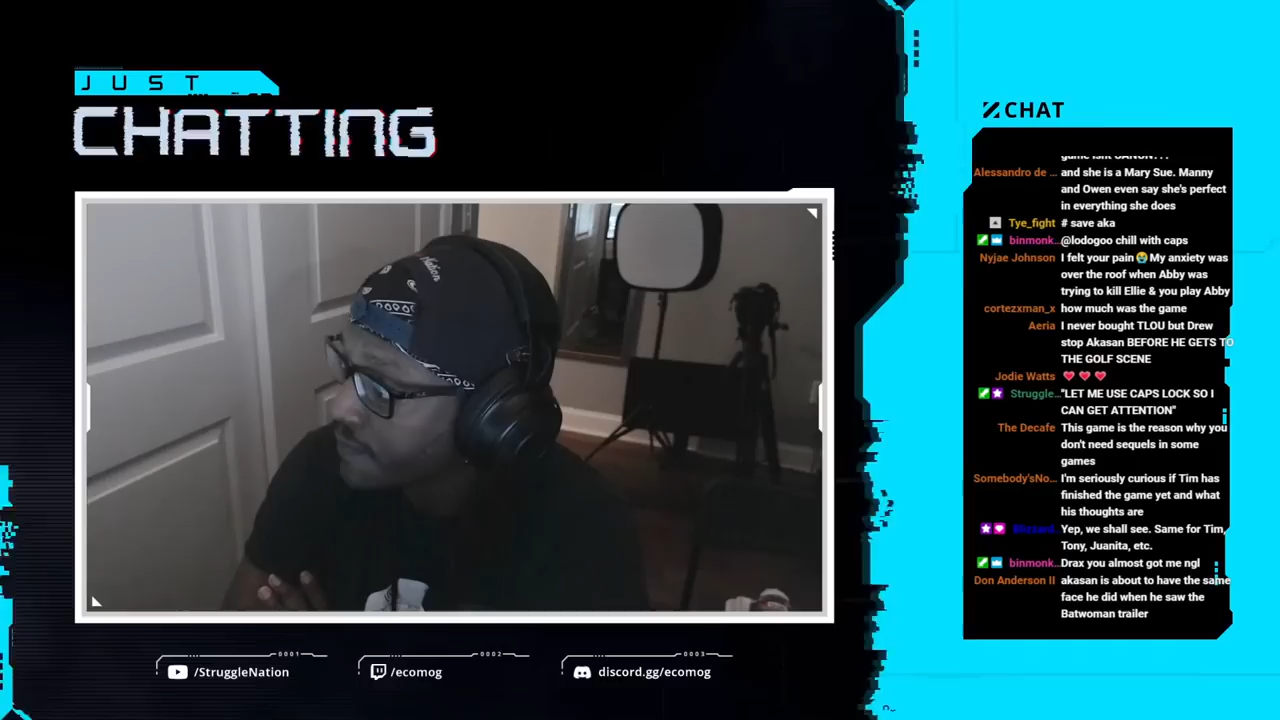 JUST
CHATTING
Nation
/StruggleNation
0001
/ecomog
0002
discord.gg/ecomog
0003
CHAT
game isnt CANON???
Alessandro de ... and she is a Mary Sue. Manny
and Owen even say she's perfect
in everything she does
Tye_fight # save aka
binmonk... @lodogoo chill with caps
Nyjae Johnson I felt your pain😭My anxiety was
over the roof when Abby was
trying to kill Ellie & you play Abby
cortezxman_x how much was the game
Aeria I never bought TLOU but Drew
stop Akasan BEFORE HE GETS TO
THE GOLF SCENE
Jodie Watts ❤️ ❤️ ❤️
Struggle... "LET ME USE CAPS LOCK SO I
CAN GET ATTENTION"
The Decafe This game is the reason why you
don't need sequels in some
games
Somebody'sNo... I'm seriously curious if Tim has
finished the game yet and what
his thoughts are
Yep, we shall see. Same for Tim,
Tony, Juanita, etc.
binmonk... Drax you almost got me ngl
Don Anderson II akasan is about to have the same
face he did when he saw the
Batwoman trailer